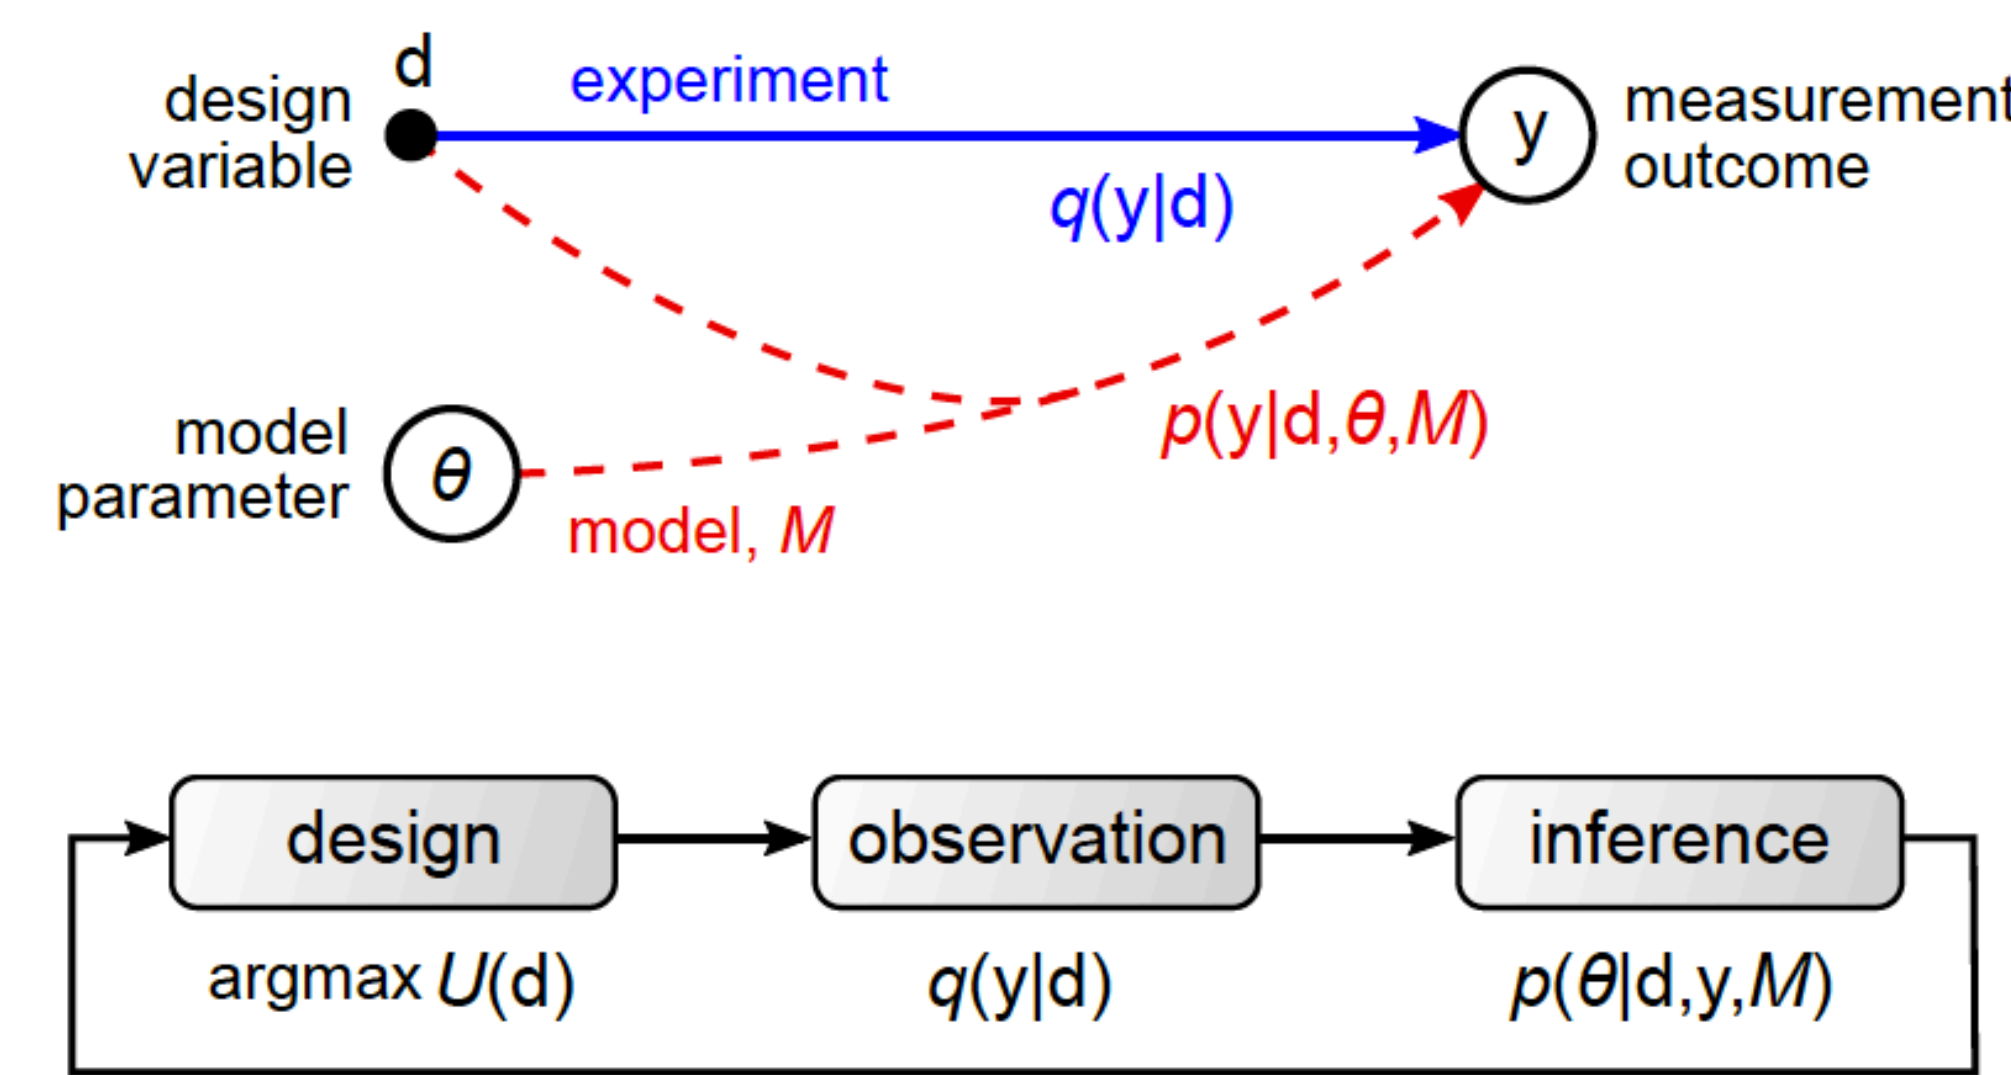 d
experiment
design
variable
y
measurement
outcome
q(y|d)
model
parameter
θ
p(y|d,θ,M)
model, M
design
observation
inference
argmax U(d)
q(y|d)
p(θ|d,y,M)